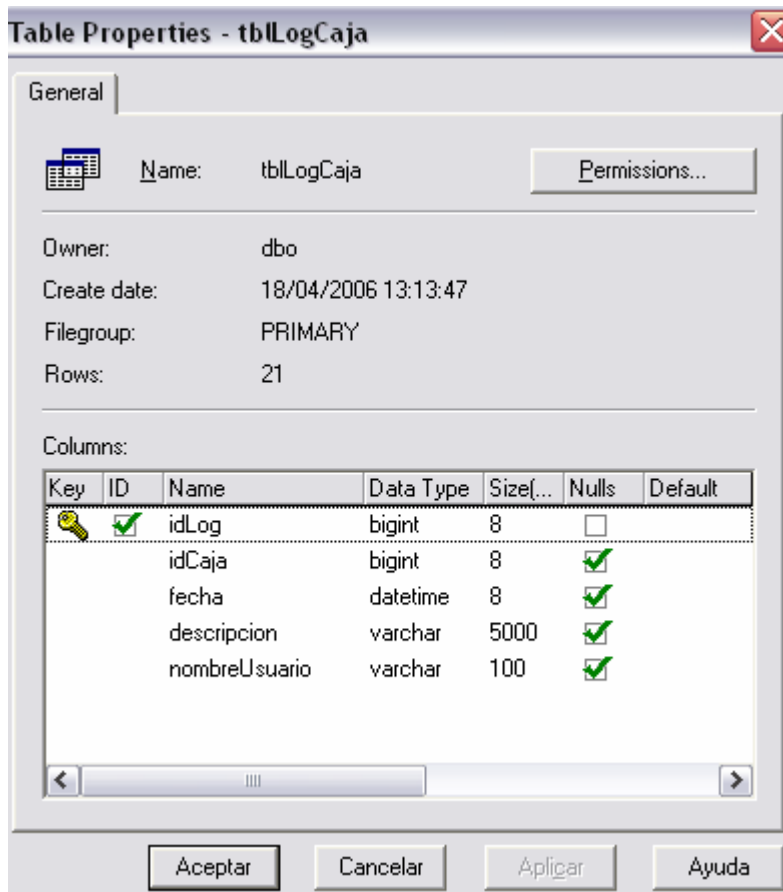 Table Properties - tblLogCaja
General
Name: tblLogCaja Permissions...
Owner: dbo
Create date: 18/04/2006 13:13:47
Filegroup: PRIMARY
Rows: 21
Columns:
Key ID Name Data Type Size(... Nulls Default
idLog bigint 8
idCaja bigint 8
fecha datetime 8
descripcion varchar 5000
nombreUsuario varchar 100
Aceptar Cancelar Aplicar Ayuda